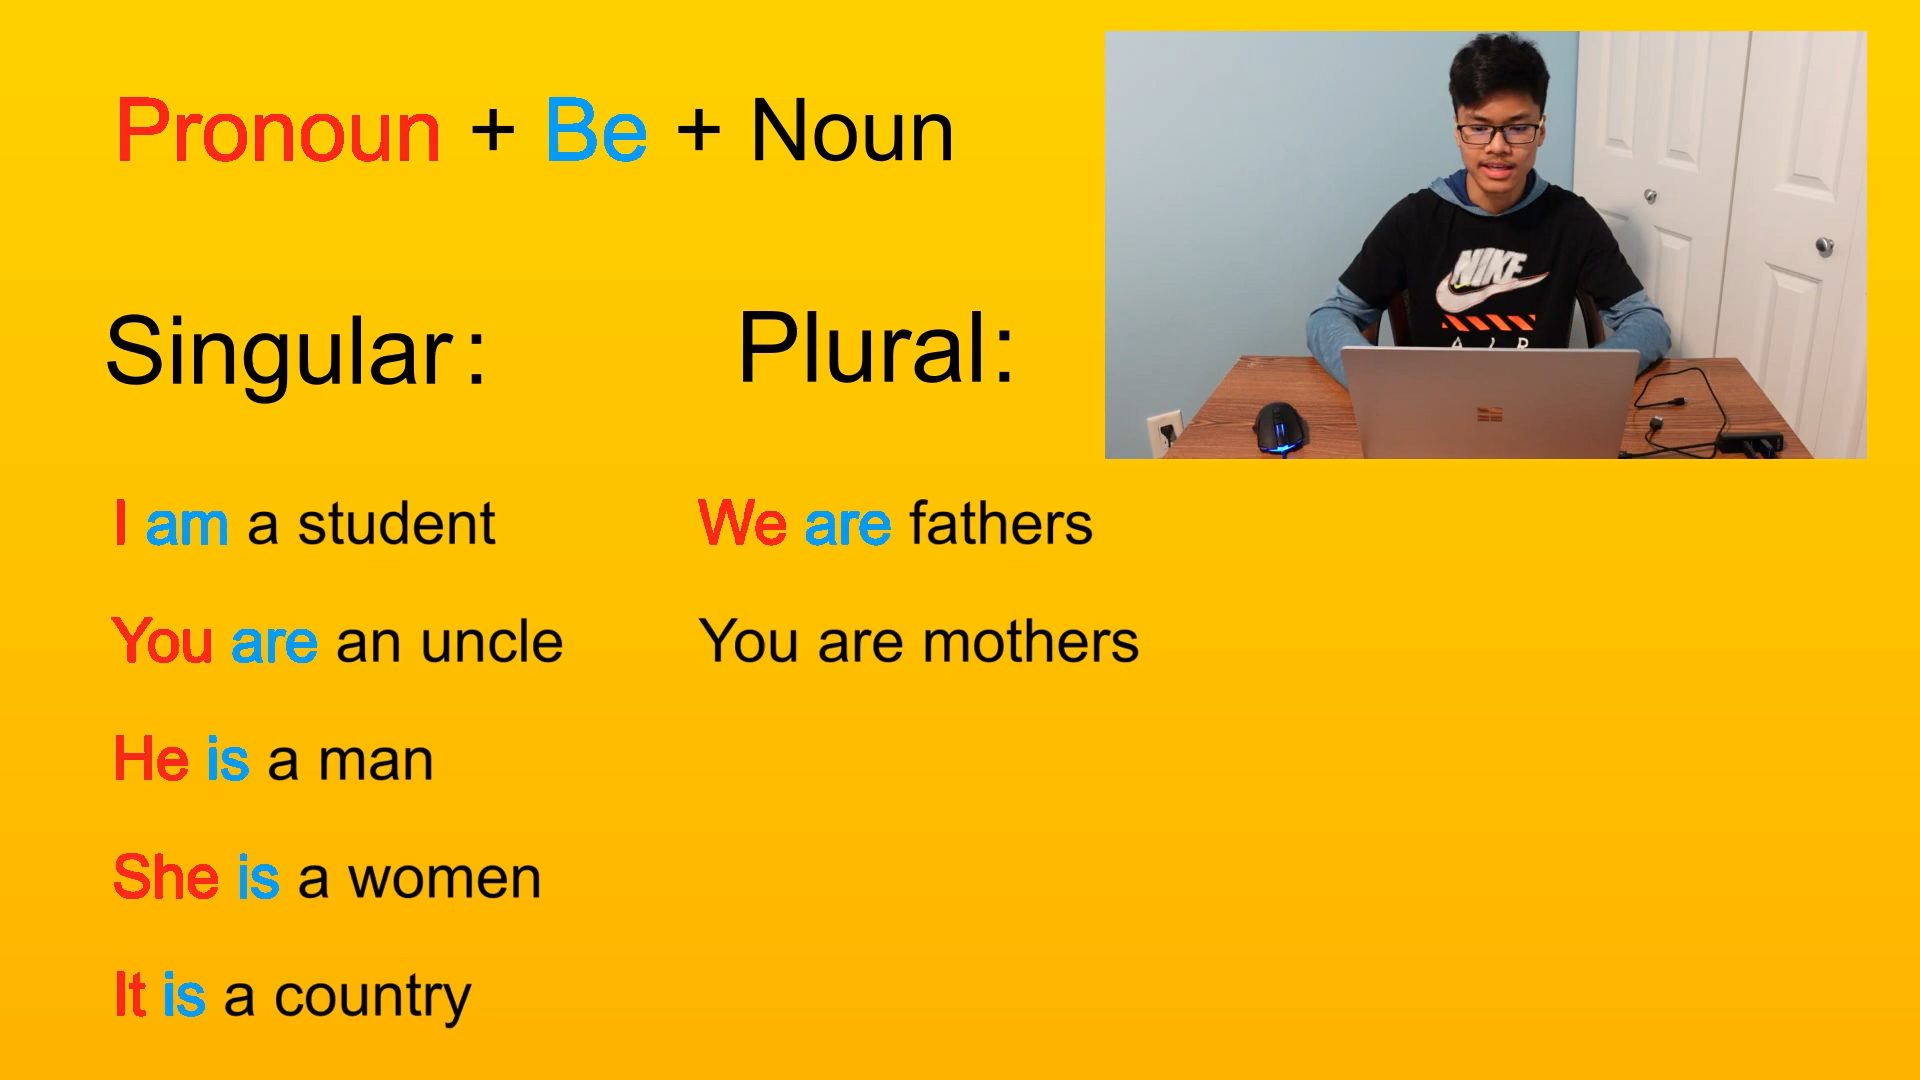 Pronoun + Be + Noun
Singular:
I am a student
You are an uncle
He is a man
She is a women
It is a country
Plural:
We are fathers
You are mothers
NIKE
AIR